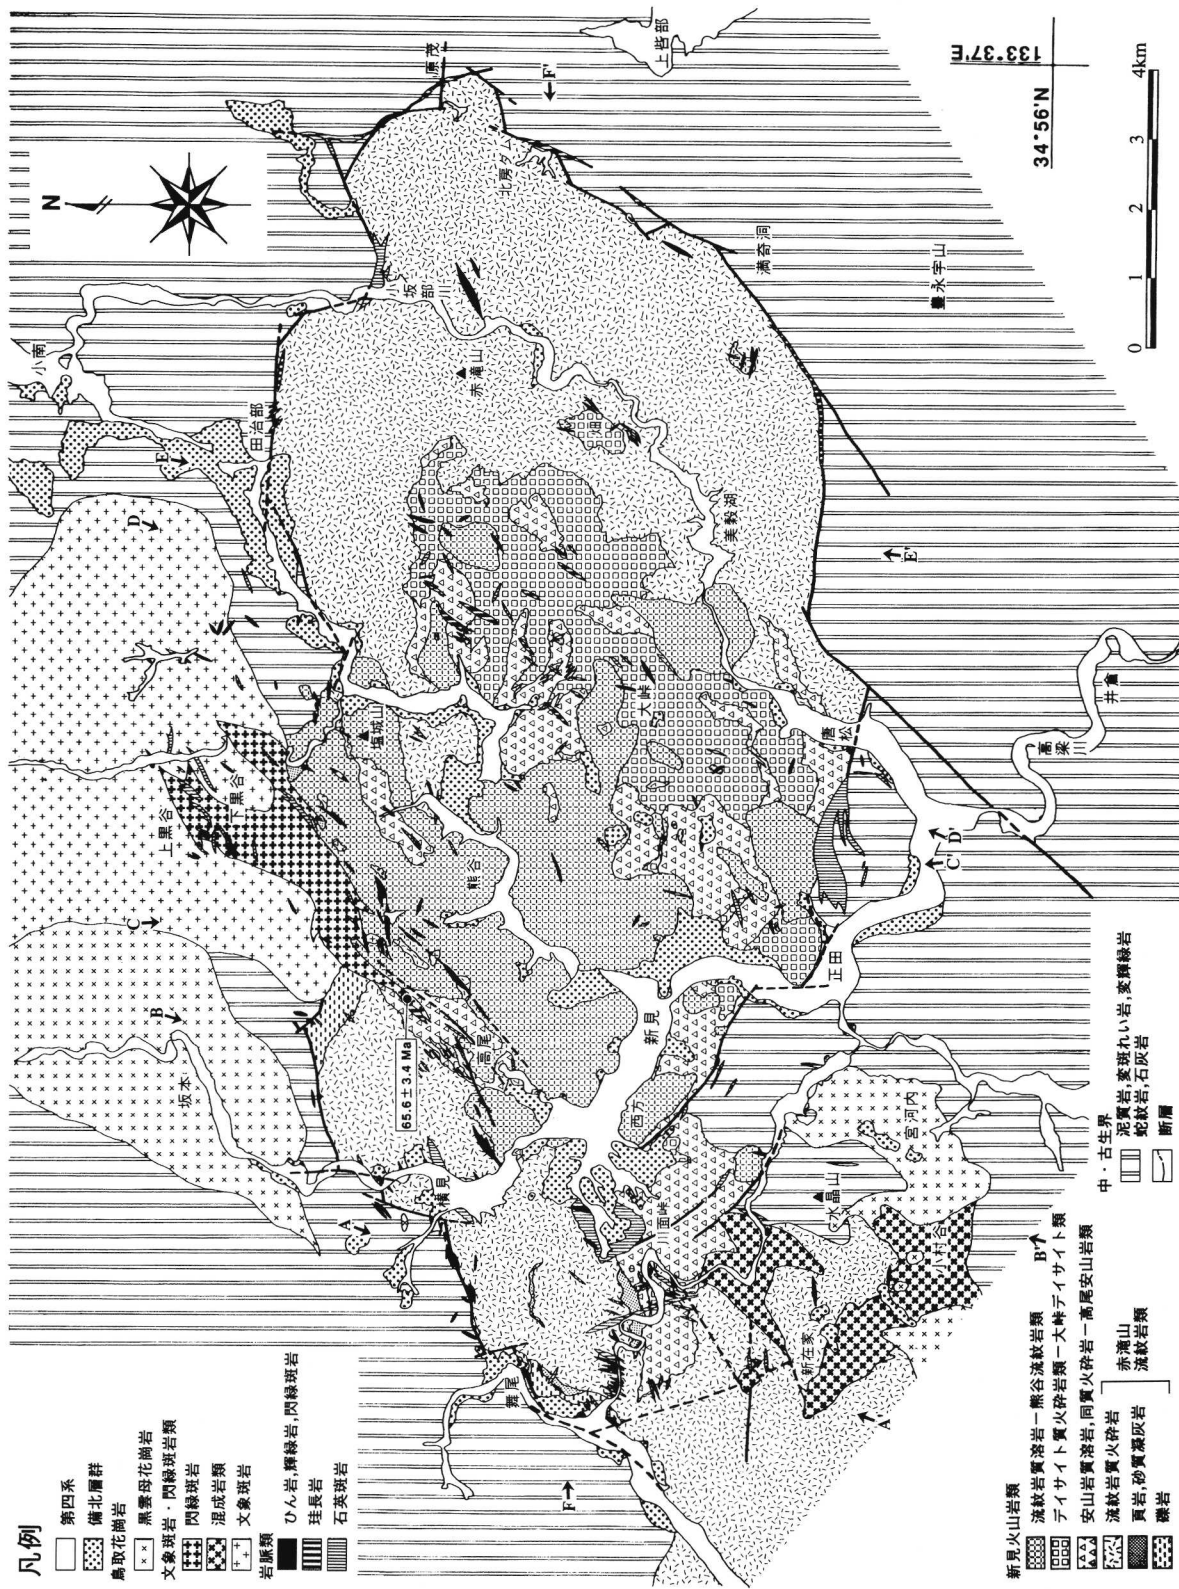 凡例
第四系
備北層群
鳥取花崗岩
黒雲母花崗岩
文象斑岩・閃緑斑岩類
閃緑斑岩
混成岩類
文象斑岩
岩脈類
ひん岩,輝緑岩,閃緑斑岩
珪長岩
石英斑岩
新見火山岩類
流紋岩質溶岩−熊谷流紋岩類
デイサイト質火砕岩類−大峠デイサイト類
安山岩質溶岩,同質火砕岩−高尾安山岩類
流紋岩質火砕岩
頁岩,砂質凝灰岩
礫岩
赤滝山
流紋岩類
中・古生界
泥質岩,変斑れい岩,変輝緑岩
蛇紋岩,石灰岩
断層
N
34°56'N
133°37'E
0 1 2 3 4km
65.6±3.4 Ma
A
B
C
D
E
F
A
B'
C'
D'
E'
F'
原茂
上呰部
北房ダム
満奇洞
豊永宇山
小南
田治部
小坂部川
赤滝山
畑
美穀湖
塩城山
大峠
唐松
井倉
高梁川
上黒谷
下黒谷
熊谷
正田
新見
坂本
高尾
西方
横見
宮河内
水晶山
小村谷
新在家
舞尾